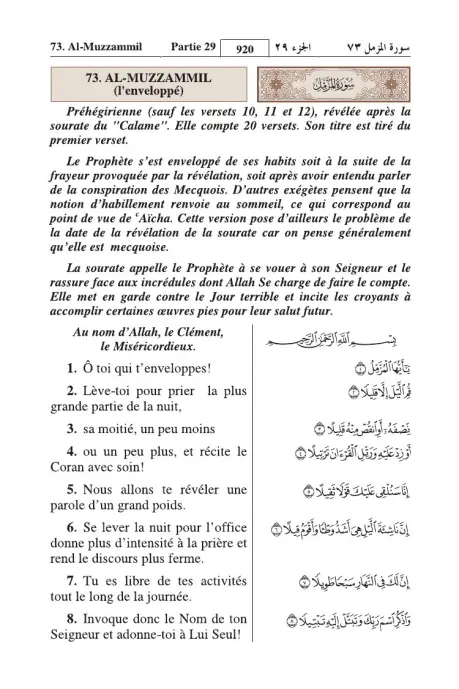 73. Al-Muzzammil Partie 29 920 الجزء ٢٩ سورة المزمل ٧٣
73. AL-MUZZAMMIL
(l'enveloppé)
سُورَةُ المُزَّمِّلِ
Préhégirienne (sauf les versets 10, 11 et 12), révélée après la
sourate du "Calame". Elle compte 20 versets. Son titre est tiré du
premier verset.
Le Prophète s’est enveloppé de ses habits soit à la suite de la
frayeur provoquée par la révélation, soit après avoir entendu parler
de la conspiration des Mecquois. D’autres exégètes pensent que la
notion d’habillement renvoie au sommeil, ce qui correspond au
point de vue de ʿAïcha. Cette version pose d’ailleurs le problème de
la date de la révélation de la sourate car on pense généralement
qu’elle est mecquoise.
La sourate appelle le Prophète à se vouer à son Seigneur et le
rassure face aux incrédules dont Allah Se charge de faire le compte.
Elle met en garde contre le Jour terrible et incite les croyants à
accomplir certaines œuvres pies pour leur salut futur.
Au nom d’Allah, le Clément,
le Miséricordieux.
1. Ô toi qui t’enveloppes!
2. Lève-toi pour prier la plus
grande partie de la nuit,
3. sa moitié, un peu moins
4. ou un peu plus, et récite le
Coran avec soin!
5. Nous allons te révéler une
parole d’un grand poids.
6. Se lever la nuit pour l’office
donne plus d’intensité à la prière et
rend le discours plus ferme.
7. Tu es libre de tes activités
tout le long de la journée.
8. Invoque donc le Nom de ton
Seigneur et adonne-toi à Lui Seul!
بِسْمِ اللَّهِ الرَّحْمَٰنِ الرَّحِيمِ
يَٰٓأَيُّهَا الْمُزَّمِّلُ ١
قُمِ الَّيْلَ إِلَّا قَلِيلًا ٢
نِّصْفَهُۥٓ أَوِ انقُصْ مِنْهُ قَلِيلًا ٣
أَوْ زِدْ عَلَيْهِ وَرَتِّلِ الْقُرْءَانَ تَرْتِيلًا ٤
إِنَّا سَنُلْقِى عَلَيْكَ قَوْلًا ثَقِيلًا ٥
إِنَّ نَاشِئَةَ الَّيْلِ هِىَ أَشَدُّ وَطْـًٔا وَأَقْوَمُ قِيلًا ٦
إِنَّ لَكَ فِى النَّهَارِ سَبْحًا طَوِيلًا ٧
وَاذْكُرِ اسْمَ رَبِّكَ وَتَبَتَّلْ إِلَيْهِ تَبْتِيلًا ٨